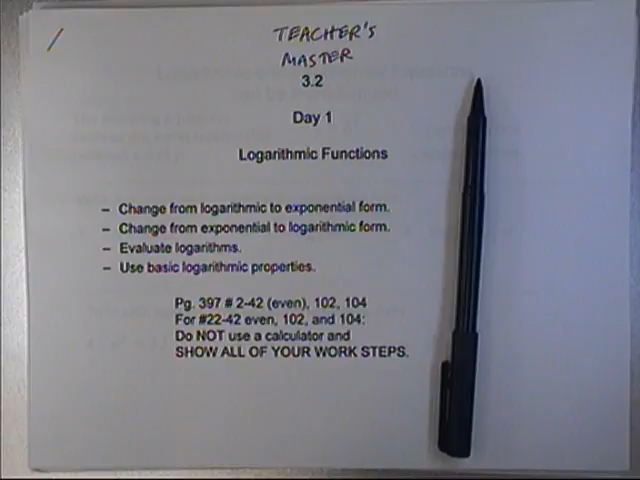 TEACHER'S
MASTER
3.2
Day 1
Logarithmic Functions
– Change from logarithmic to exponential form.
– Change from exponential to logarithmic form.
– Evaluate logarithms.
– Use basic logarithmic properties.
Pg. 397 # 2-42 (even), 102, 104
For #22-42 even, 102, and 104:
Do NOT use a calculator and
SHOW ALL OF YOUR WORK STEPS.